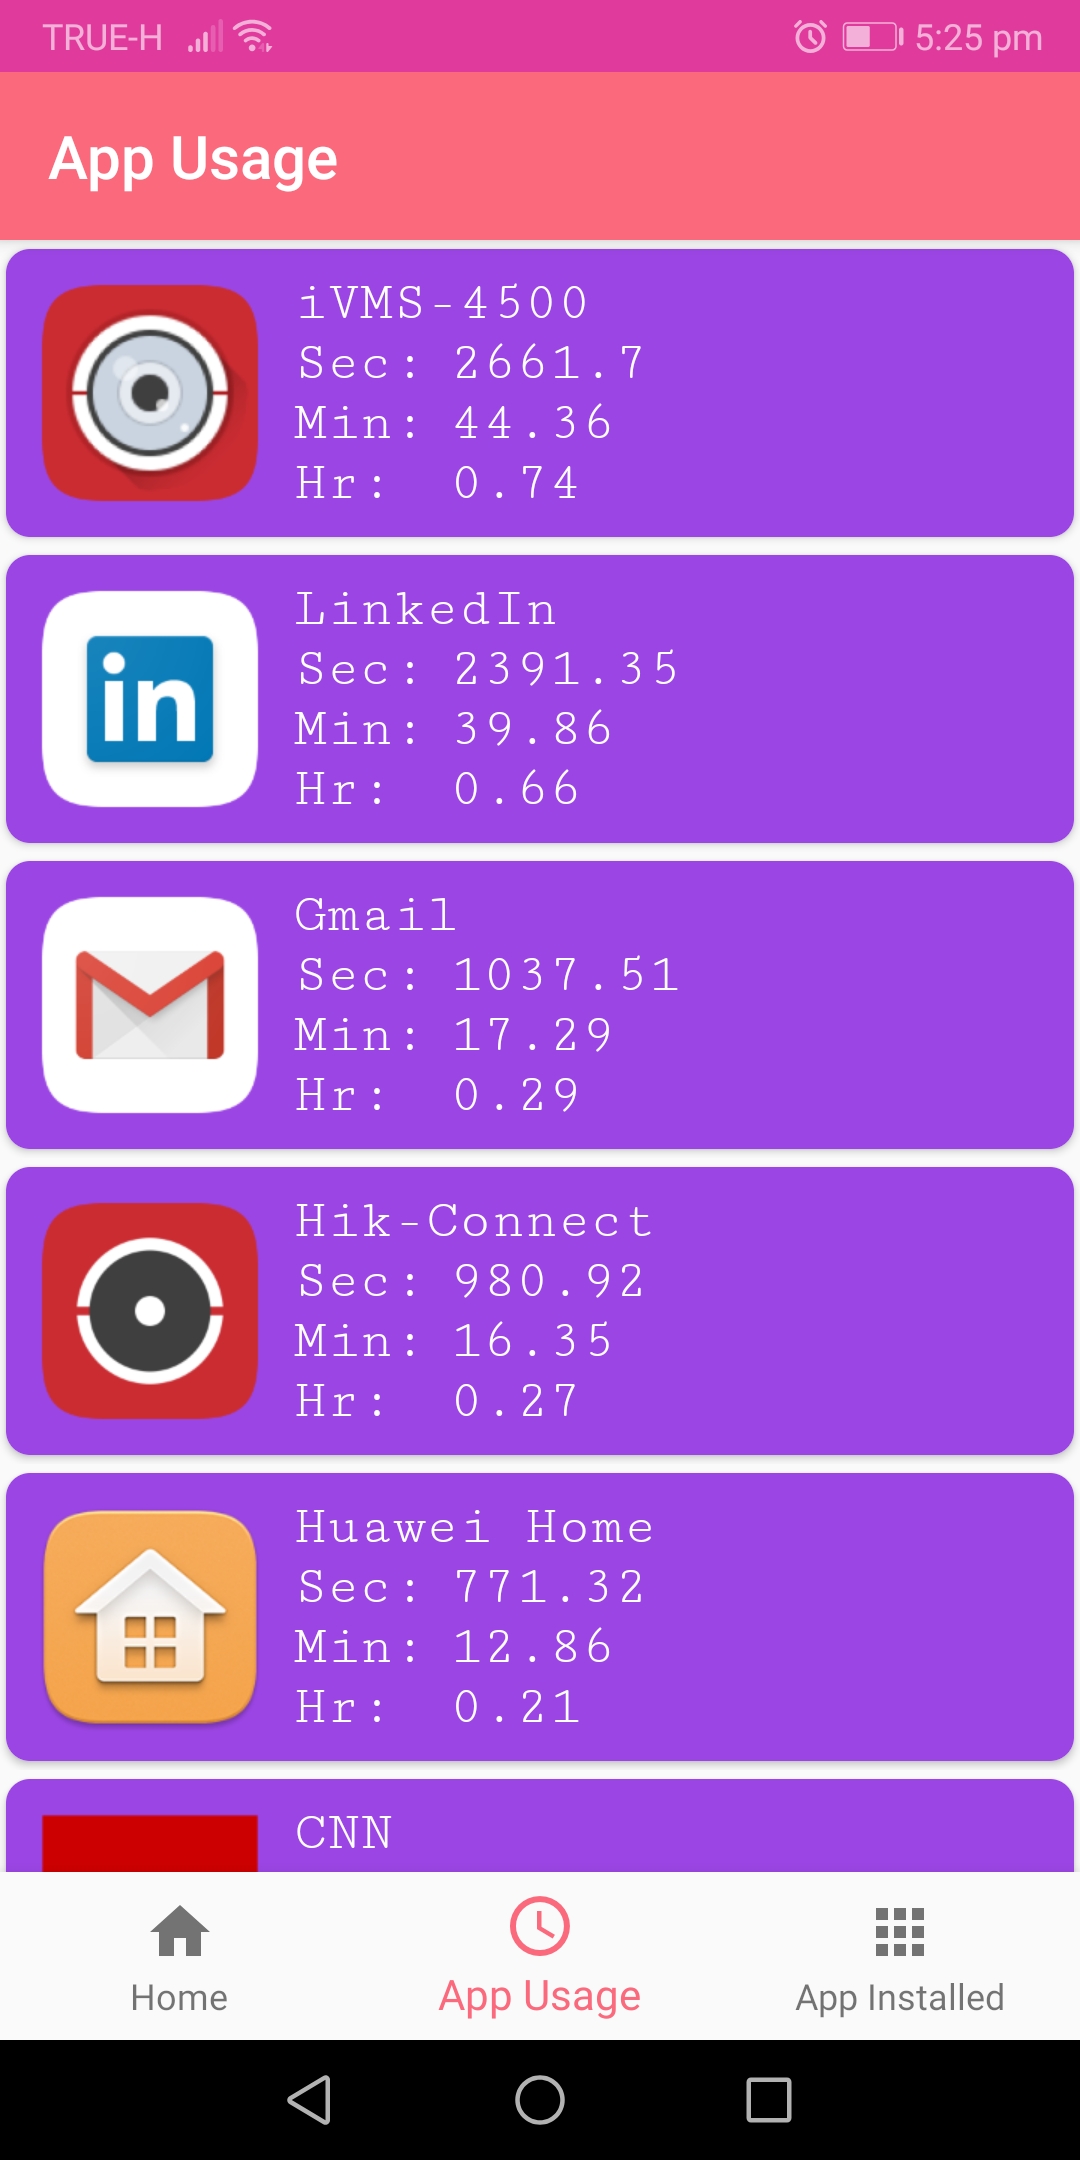 TRUE-H 5:25 pm
App Usage
iVMS-4500
Sec: 2661.7
Min: 44.36
Hr: 0.74
in
LinkedIn
Sec: 2391.35
Min: 39.86
Hr: 0.66
Gmail
Sec: 1037.51
Min: 17.29
Hr: 0.29
Hik-Connect
Sec: 980.92
Min: 16.35
Hr: 0.27
Huawei Home
Sec: 771.32
Min: 12.86
Hr: 0.21
CNN
Home App Usage App Installed